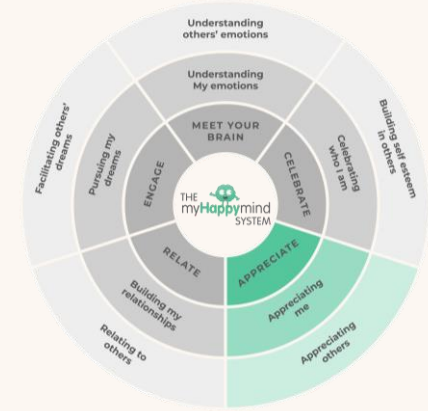 Understanding
others' emotions
Understanding
My emotions
MEET YOUR
BRAIN
Building self esteem
in others
Celebrating
who I am
CELEBRATE
Appreciating
others
Appreciating
me
APPRECIATE
Relating to
others
Building my
relationships
RELATE
Facilitating others'
dreams
Pursuing my
dreams
ENGAGE
THE
myHappymind
SYSTEM